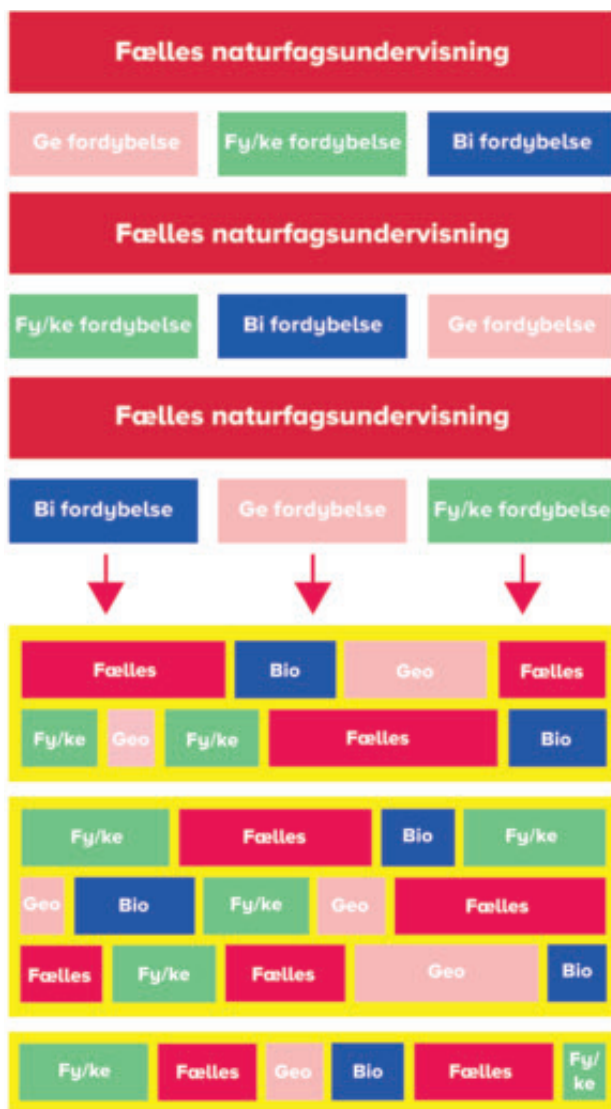 Fælles naturfagsundervisning
Ge fordybelse Fy/ke fordybelse Bi fordybelse
Fælles naturfagsundervisning
Fy/ke fordybelse Bi fordybelse Ge fordybelse
Fælles naturfagsundervisning
Bi fordybelse Ge fordybelse Fy/ke fordybelse
Fælles Bio Geo Fælles
Fy/ke Geo Fy/ke Fælles Bio
Fy/ke Fælles Bio Fy/ke
Geo Bio Fy/ke Geo Fælles
Fælles Fy/ke Fælles Geo Bio
Fy/ke Fælles Geo Bio Fælles Fy/
ke